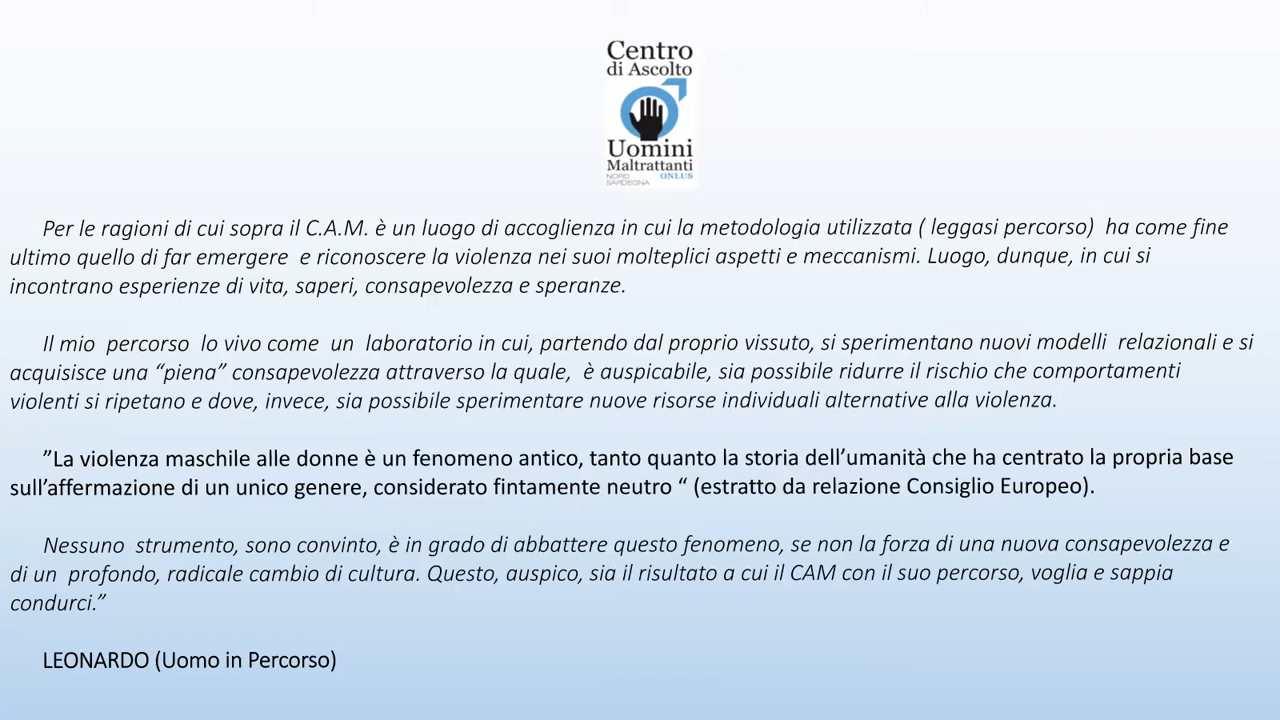 Centro
di Ascolto
Uomini
Maltrattanti
NORD
SARDEGNA ONLUS
Per le ragioni di cui sopra il C.A.M. è un luogo di accoglienza in cui la metodologia utilizzata ( leggasi percorso) ha come fine
ultimo quello di far emergere e riconoscere la violenza nei suoi molteplici aspetti e meccanismi. Luogo, dunque, in cui si
incontrano esperienze di vita, saperi, consapevolezza e speranze.
Il mio percorso lo vivo come un laboratorio in cui, partendo dal proprio vissuto, si sperimentano nuovi modelli relazionali e si
acquisisce una “piena” consapevolezza attraverso la quale, è auspicabile, sia possibile ridurre il rischio che comportamenti
violenti si ripetano e dove, invece, sia possibile sperimentare nuove risorse individuali alternative alla violenza.
”La violenza maschile alle donne è un fenomeno antico, tanto quanto la storia dell’umanità che ha centrato la propria base
sull’affermazione di un unico genere, considerato fintamente neutro “ (estratto da relazione Consiglio Europeo).
Nessuno strumento, sono convinto, è in grado di abbattere questo fenomeno, se non la forza di una nuova consapevolezza e
di un profondo, radicale cambio di cultura. Questo, auspico, sia il risultato a cui il CAM con il suo percorso, voglia e sappia
condurci.”
LEONARDO (Uomo in Percorso)